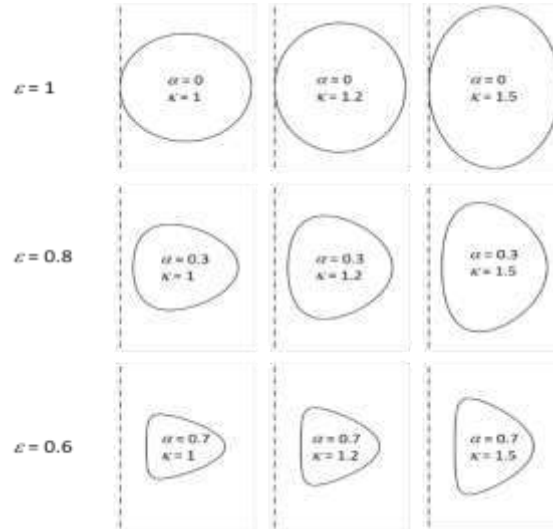 ε = 1
α = 0
κ = 1
α = 0
κ = 1.2
α = 0
κ = 1.5
ε = 0.8
α = 0.3
κ = 1
α = 0.3
κ = 1.2
α = 0.3
κ = 1.5
ε = 0.6
α = 0.7
κ = 1
α = 0.7
κ = 1.2
α = 0.7
κ = 1.5